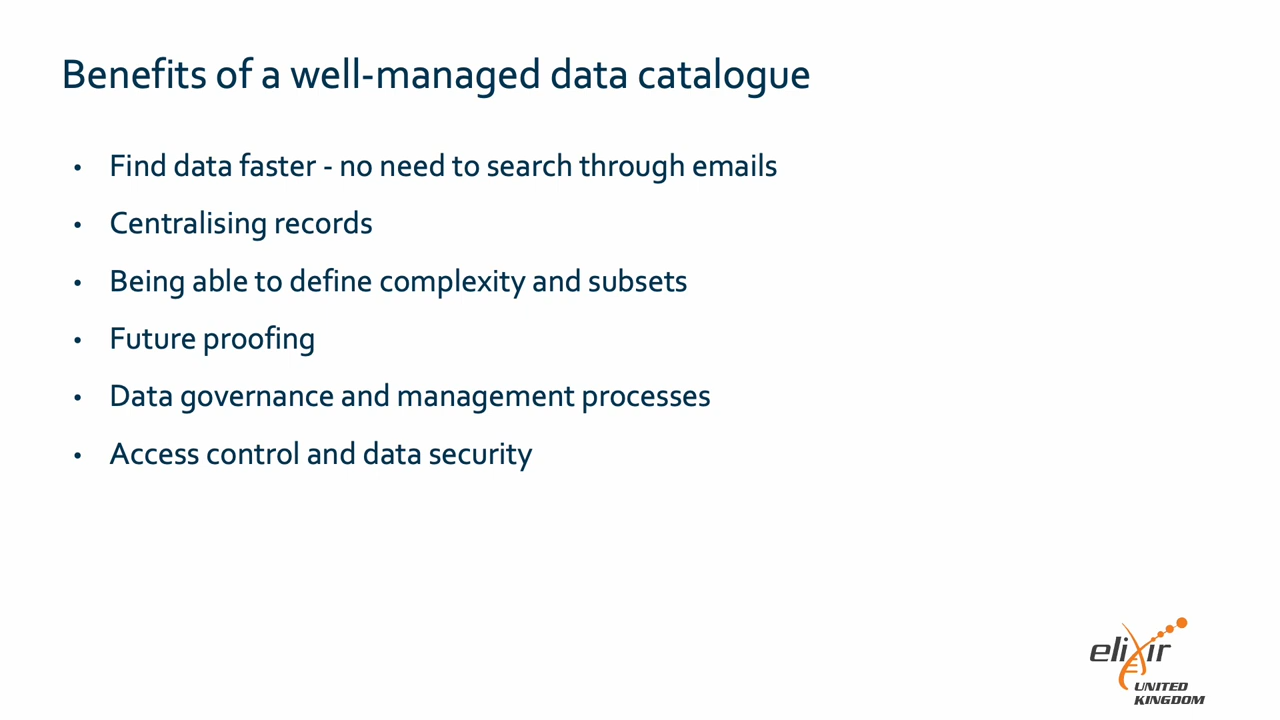 Benefits of a well-managed data catalogue
• Find data faster - no need to search through emails
• Centralising records
• Being able to define complexity and subsets
• Future proofing
• Data governance and management processes
• Access control and data security
elixir
UNITED
KINGDOM